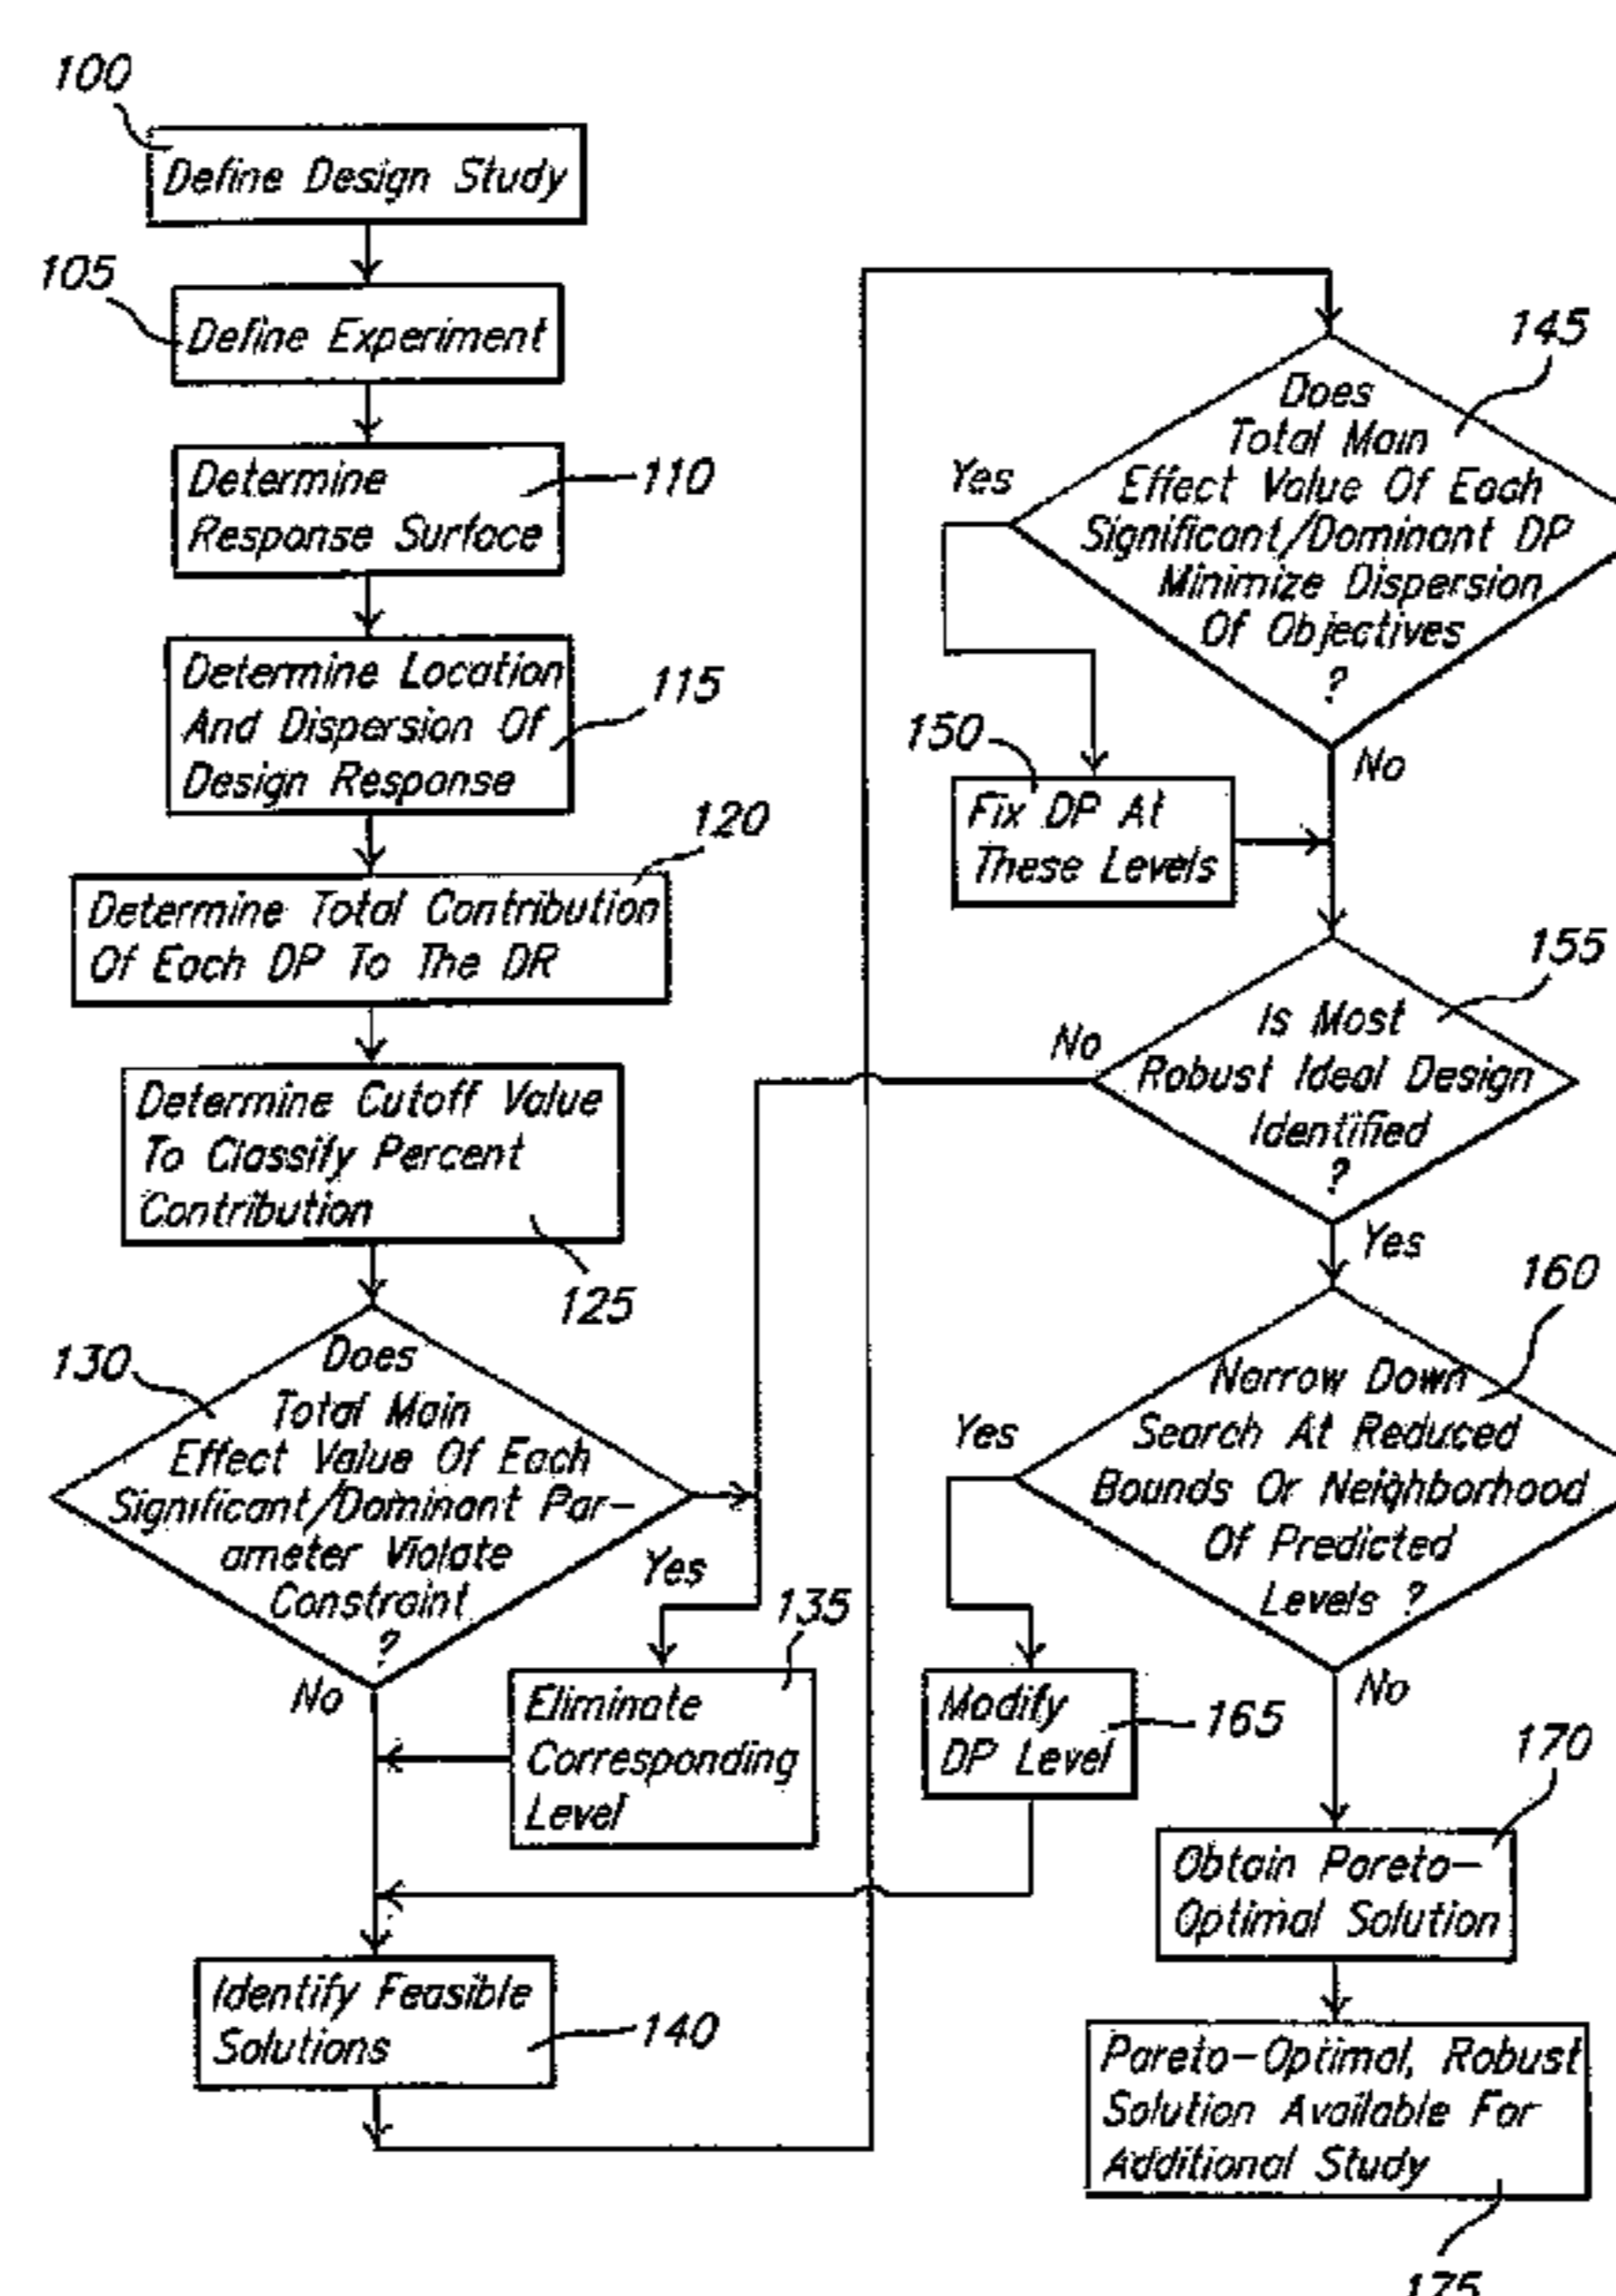 100
Define Design Study
105
Define Experiment
Determine
Response Surface
110
Determine Location
And Dispersion Of
Design Response
115
120
Determine Total Contribution
Of Each DP To The DR
Determine Cutoff Value
To Classify Percent
Contribution
125
130
Does
Total Main
Effect Value Of Each
Significant/Dominant Par-
ameter Violate
Constraint
?
Yes
No
135
Eliminate
Corresponding
Level
Identify Feasible
Solutions
140
145
Does
Total Main
Effect Value Of Each
Significant/Dominant DP
Minimize Dispersion
Of Objectives
?
Yes
No
150
Fix DP At
These Levels
155
Is Most
Robust Ideal Design
Identified
?
No
Yes
160
Narrow Down
Search At Reduced
Bounds Or Neighborhood
Of Predicted
Levels ?
Yes
No
Modify
DP Level
165
170
Obtain Pareto-
Optimal Solution
Pareto-Optimal, Robust
Solution Available For
Additional Study
175